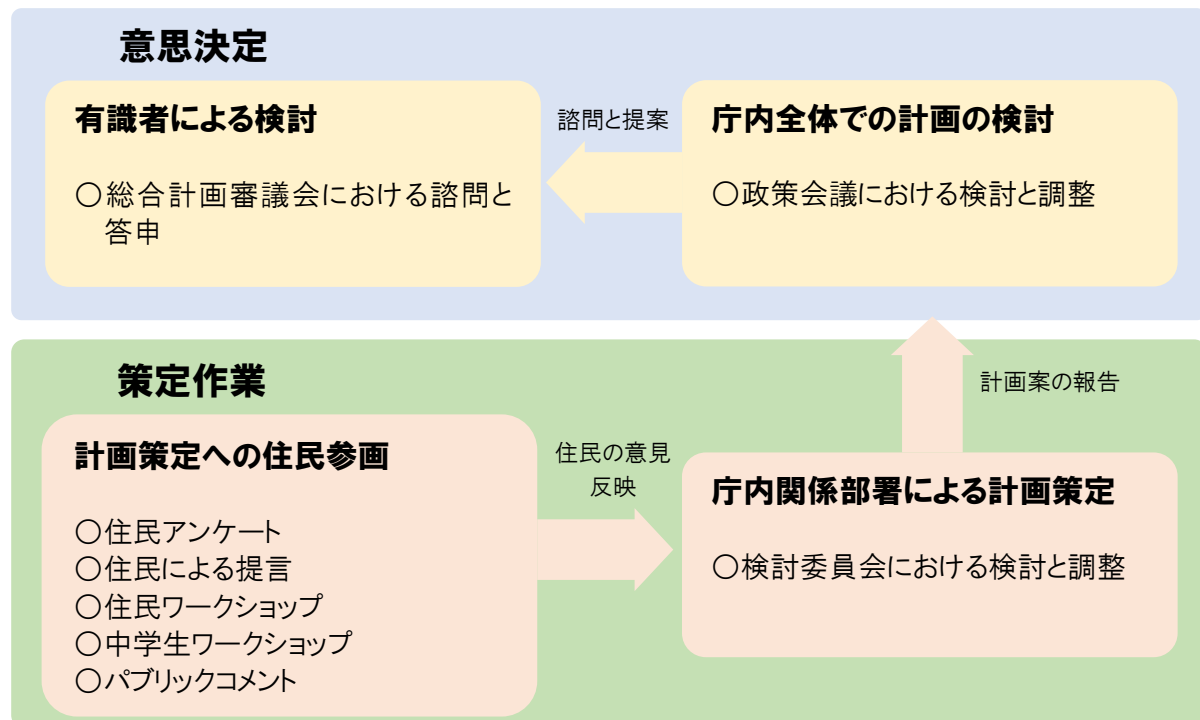 意思決定
有識者による検討
〇総合計画審議会における諮問と
答申
諮問と提案
庁内全体での計画の検討
〇政策会議における検討と調整
策定作業
計画策定への住民参画
〇住民アンケート
〇住民による提言
〇住民ワークショップ
〇中学生ワークショップ
〇パブリックコメント
住民の意見
反映
庁内関係部署による計画策定
〇検討委員会における検討と調整
計画案の報告